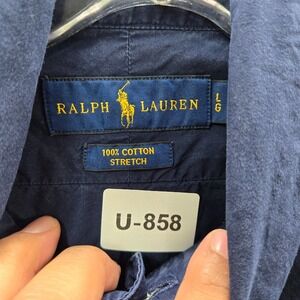 RALPH LAUREN
L
G
100% COTTON
STRETCH
U-858